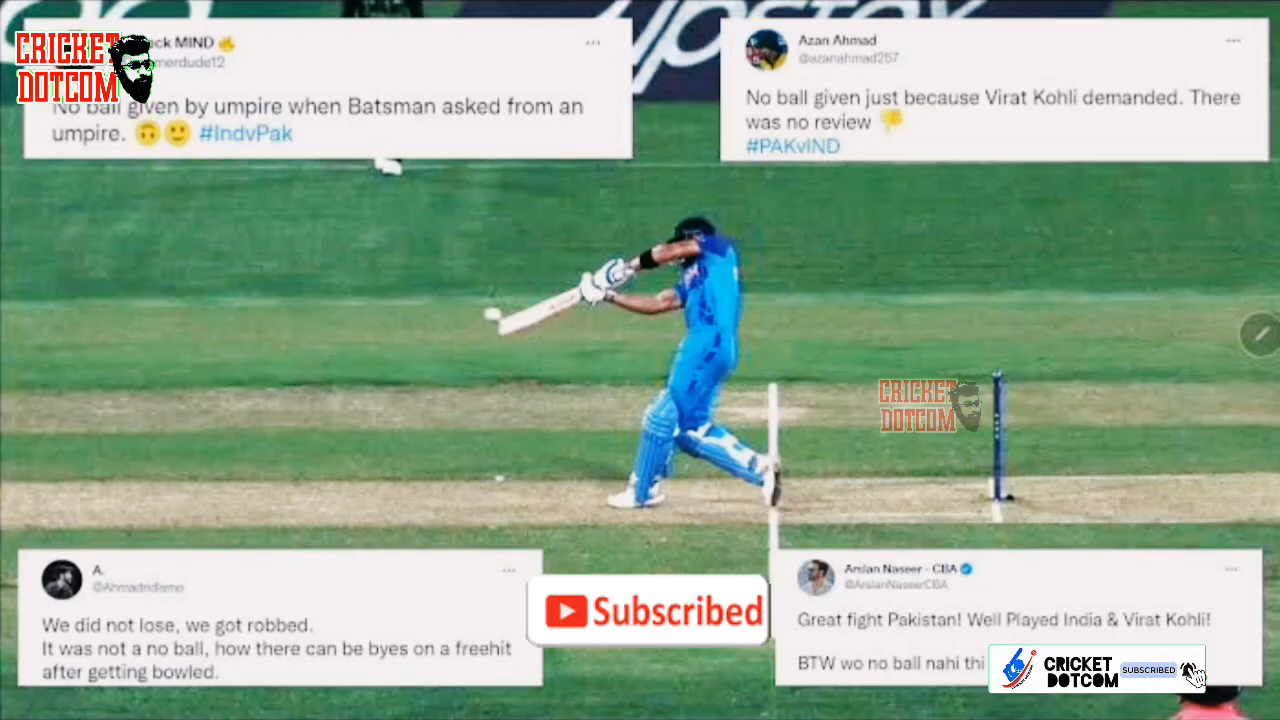 CRICKET
DOTCOM
ck MIND
merdude12
No ball given by umpire when Batsman asked from an
umpire. 🙃🙂 #IndvPak
Azan Ahmad
@azanahmad257
No ball given just because Virat Kohli demanded. There
was no review 👎
#PAKvIND
CRICKET
DOTCOM
A.
@Ahmadridismo
We did not lose, we got robbed.
It was not a no ball, how there can be byes on a freehit
after getting bowled.
Subscribed
Arslan Naseer - CBA
@ArslanNaseerCBA
Great fight Pakistan! Well Played India & Virat Kohli!
BTW wo no ball nahi thi
CRICKET
DOTCOM
SUBSCRIBED